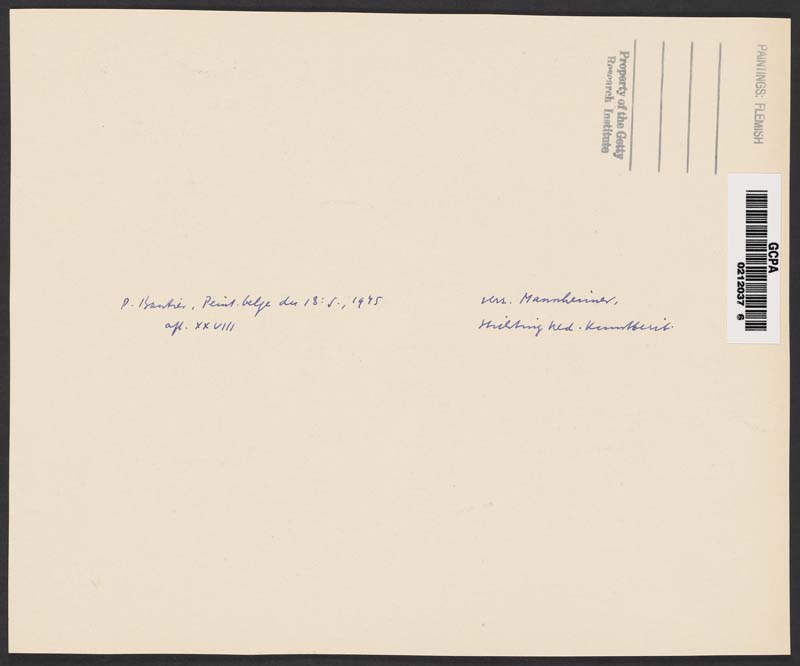 PAINTINGS: FLEMISH
Property of the Getty
Research Institute
GCPA
0212037 6
P. Bautier, Peint. belge du 18: s., 1945
afb. XXVIII
verz. Mannheimer,
Stichting Ned. Kunstbezit.